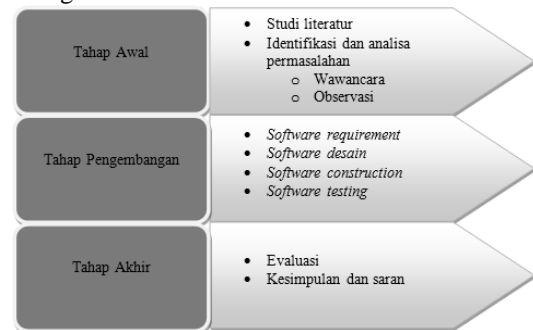 Tahap Awal
• Studi literatur
• Identifikasi dan analisa
permasalahan
o Wawancara
o Observasi
Tahap Pengembangan
• Software requirement
• Software desain
• Software construction
• Software testing
Tahap Akhir
• Evaluasi
• Kesimpulan dan saran